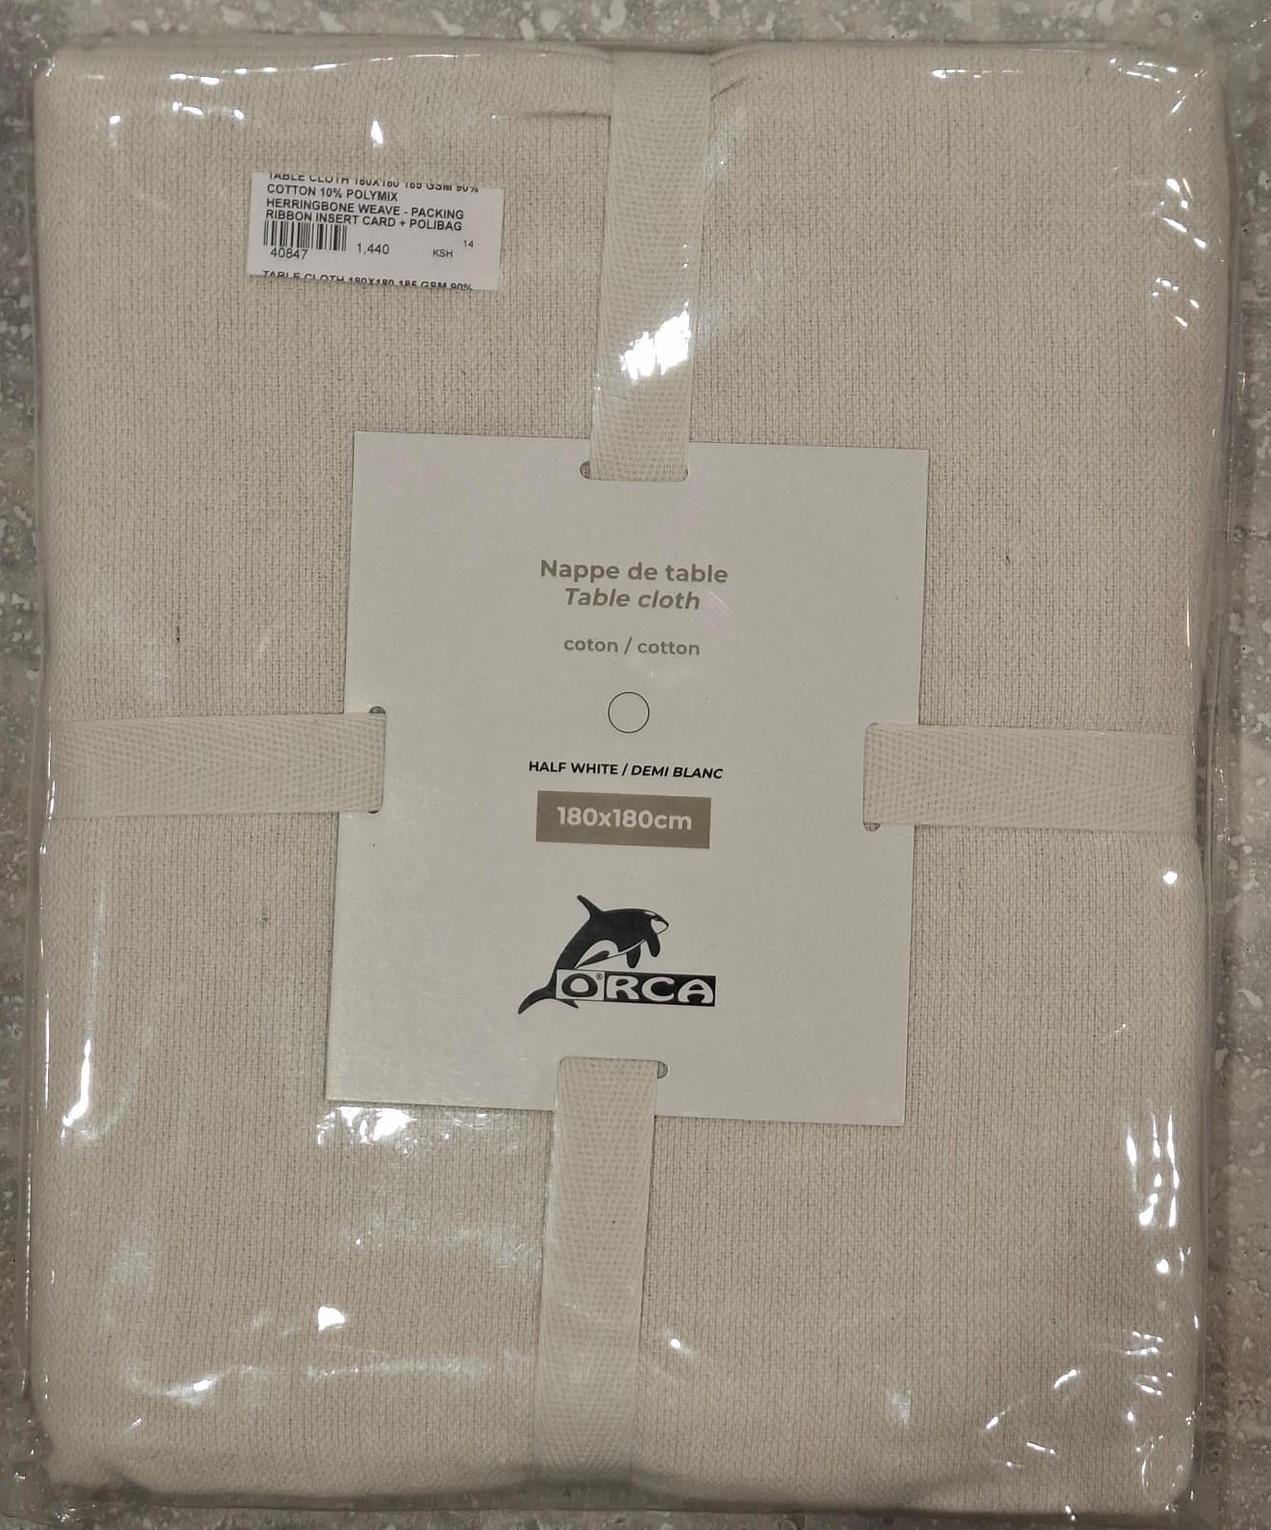 TABLE CLOTH 180X180 185 GSM 90%
COTTON 10% POLYMIX
HERRINGBONE WEAVE - PACKING
RIBBON INSERT CARD + POLIBAG
40847 1,440 KSH 14
TABLE CLOTH 180X180 185 GSM 90%
Nappe de table
Table cloth
coton / cotton
HALF WHITE / DEMI BLANC
180x180cm
ORCA®